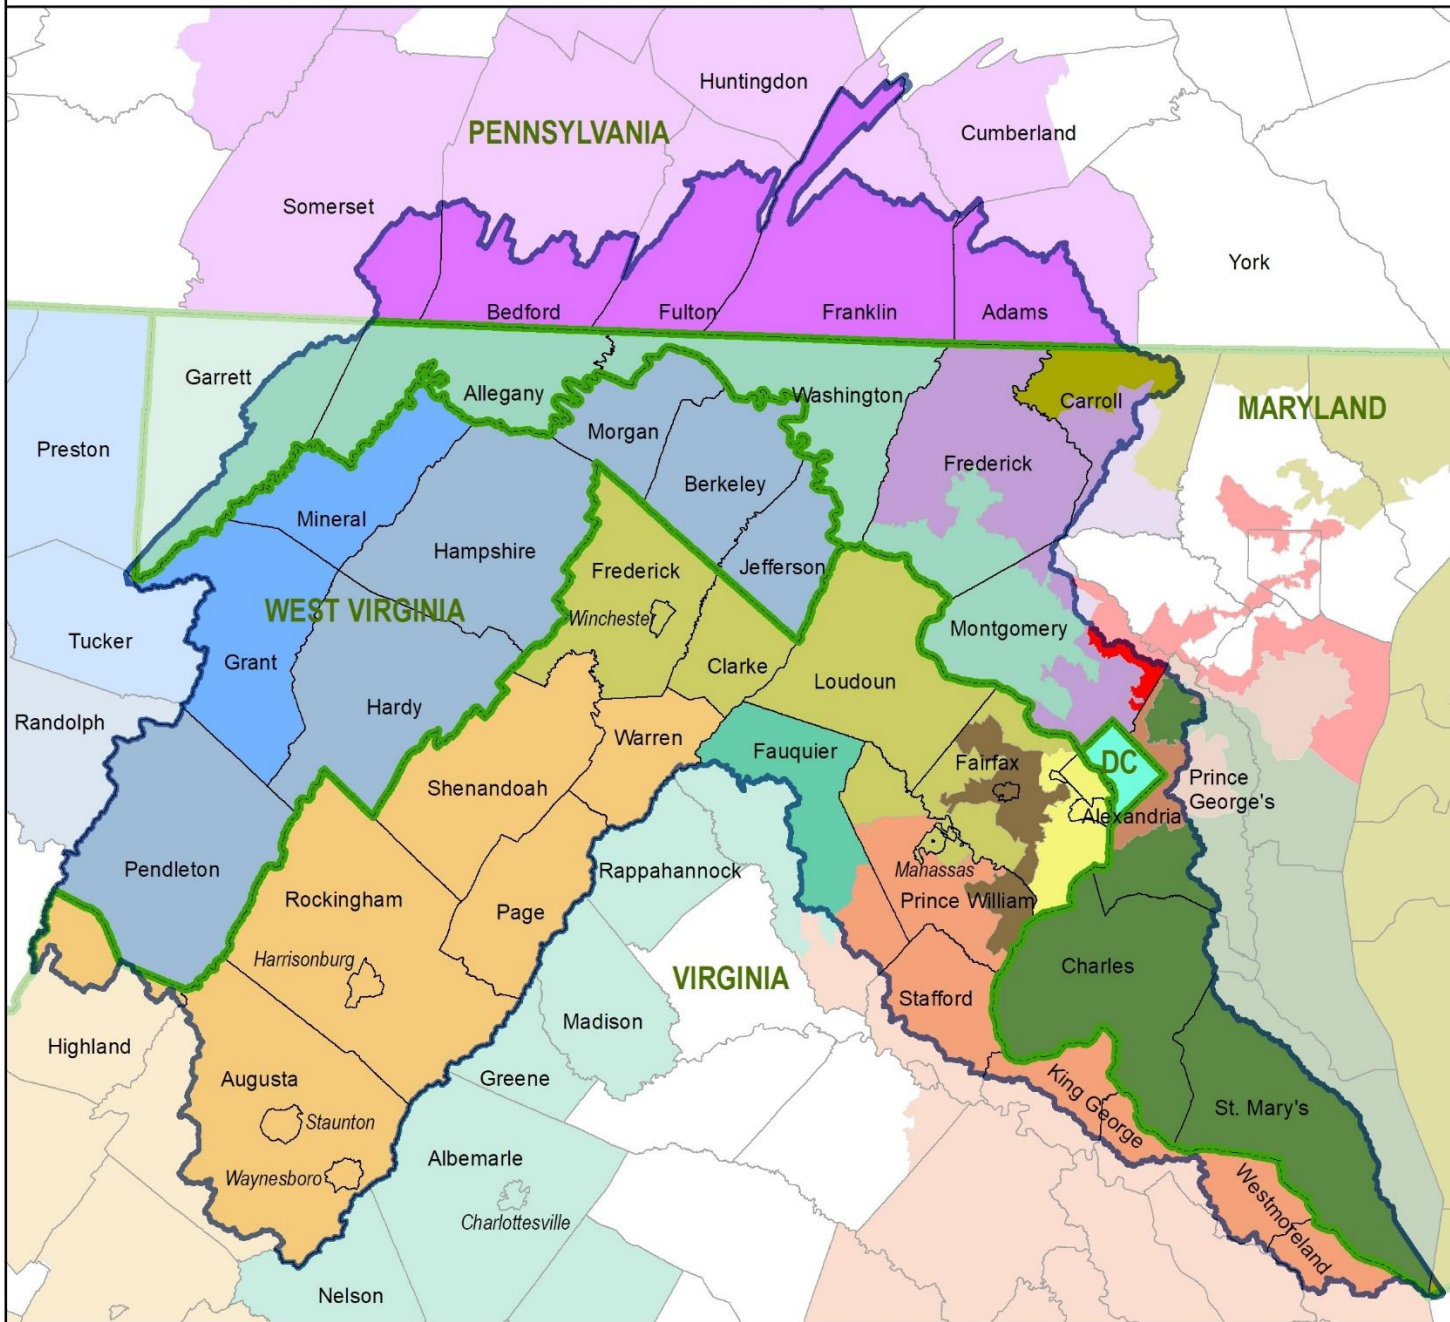 Huntingdon
Cumberland
PENNSYLVANIA
Somerset
York
Bedford
Fulton
Franklin
Adams
Garrett
Allegany
Washington
Carroll
MARYLAND
Preston
Morgan
Frederick
Berkeley
Mineral
Hampshire
Frederick
Jefferson
WEST VIRGINIA
Winchester
Montgomery
Tucker
Grant
Clarke
Loudoun
Hardy
Randolph
Warren
Fauquier
Fairfax
DC
Prince
George's
Shenandoah
Alexandria
Pendleton
Rappahannock
Manassas
Rockingham
Page
Prince William
Harrisonburg
VIRGINIA
Charles
Stafford
Madison
Highland
Augusta
Greene
King George
St. Mary's
Staunton
Albemarle
Waynesboro
Westmoreland
Charlottesville
Nelson